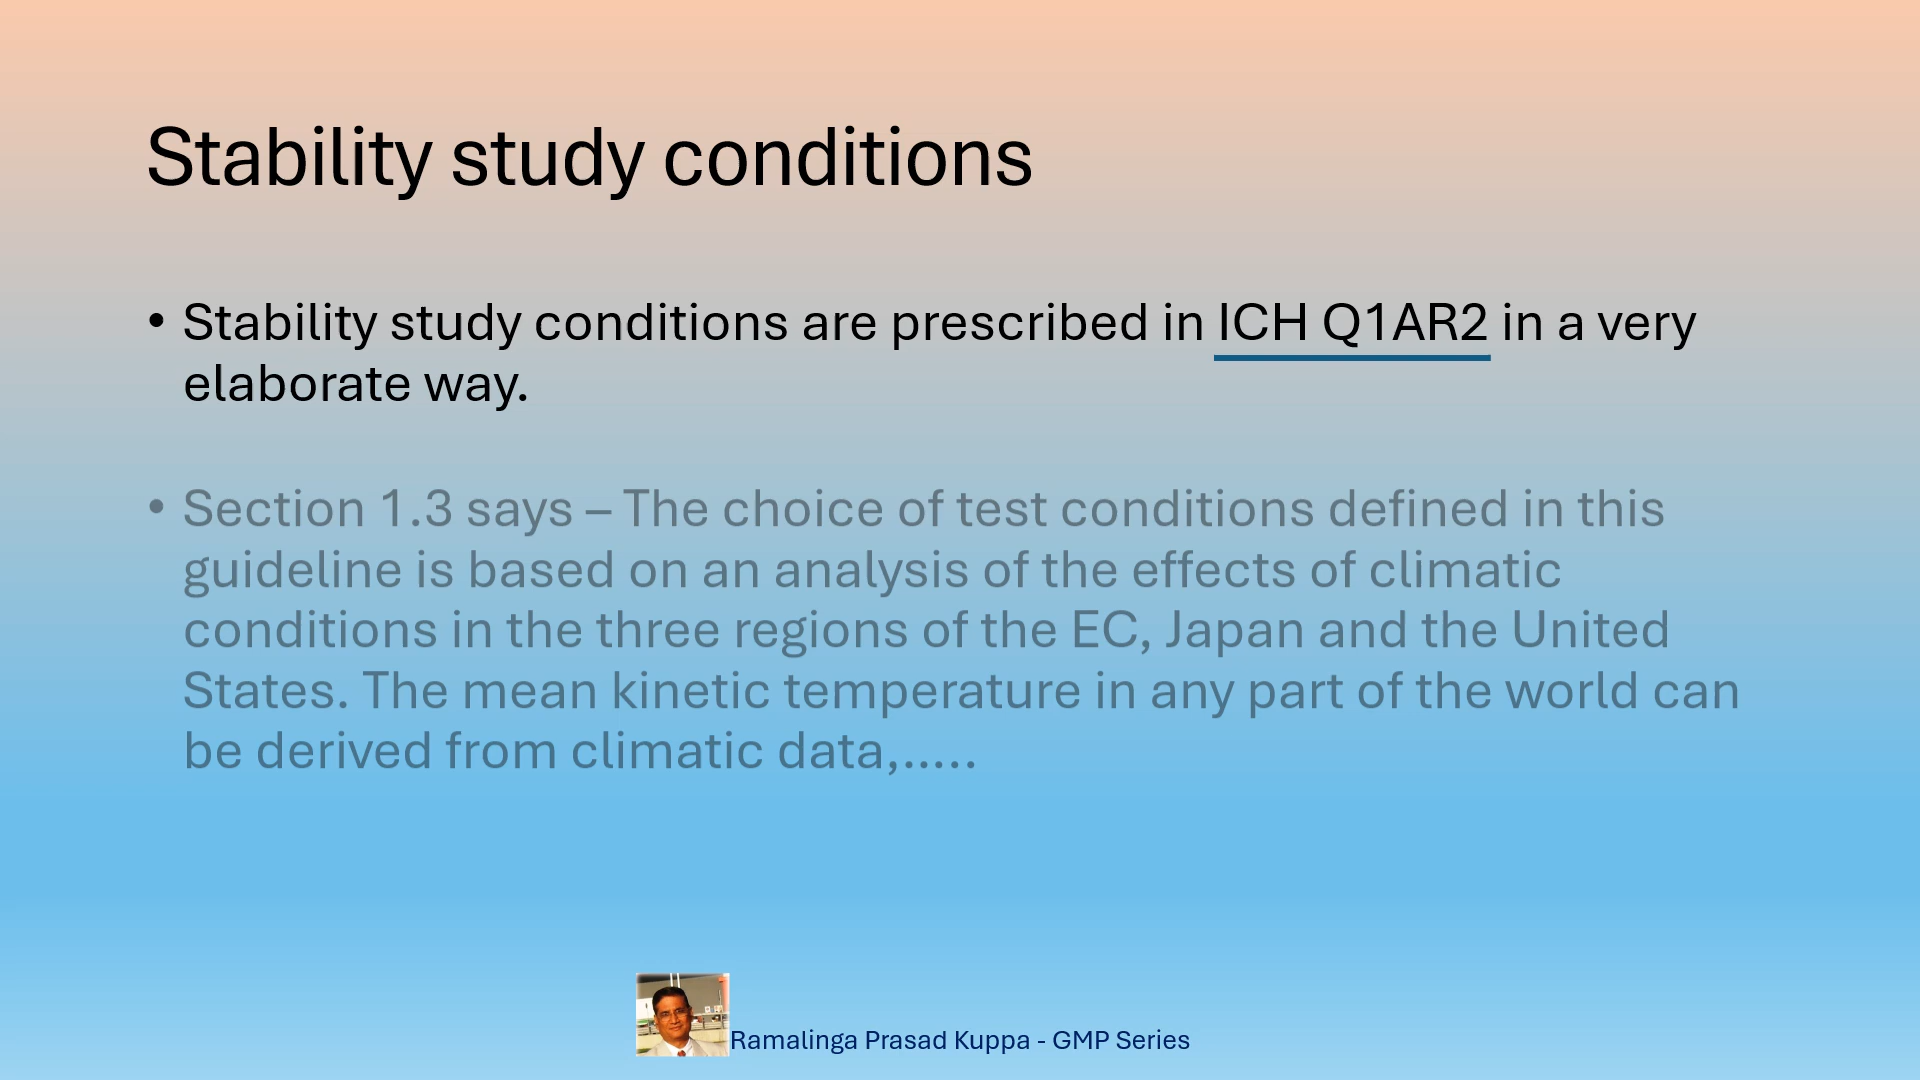 Stability study conditions
• Stability study conditions are prescribed in ICH Q1AR2 in a very
elaborate way.
• Section 1.3 says – The choice of test conditions defined in this
guideline is based on an analysis of the effects of climatic
conditions in the three regions of the EC, Japan and the United
States. The mean kinetic temperature in any part of the world can
be derived from climatic data,…..
Ramalinga Prasad Kuppa - GMP Series